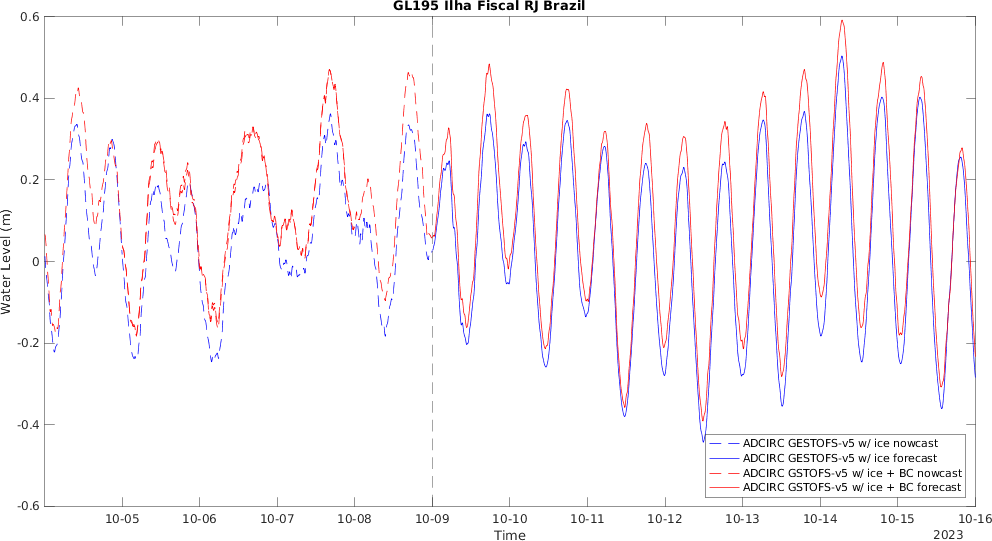 GL195 Ilha Fiscal RJ Brazil
0.6
0.4
0.2
0
-0.2
-0.4
-0.6
Water Level (m)
ADCIRC GESTOFS-v5 w/ ice nowcast
ADCIRC GESTOFS-v5 w/ ice forecast
ADCIRC GSTOFS-v5 w/ ice + BC nowcast
ADCIRC GSTOFS-v5 w/ ice + BC forecast
10-05 10-06 10-07 10-08 10-09 10-10 10-11 10-12 10-13 10-14 10-15 10-16
Time
2023